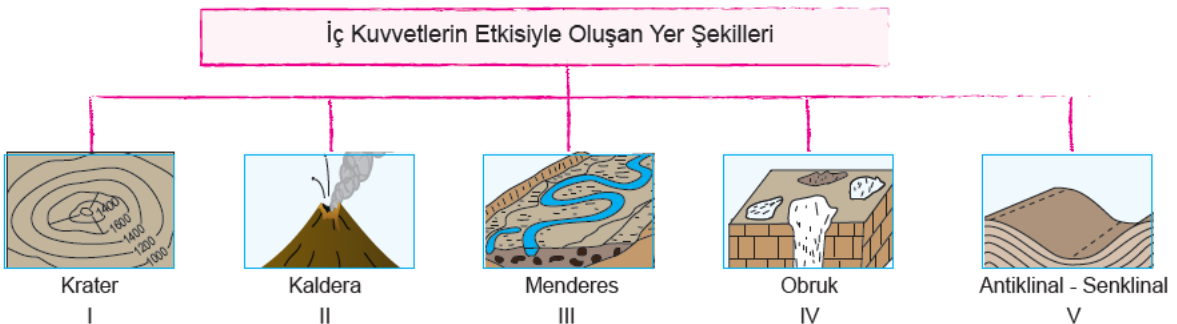 İç Kuvvetlerin Etkisiyle Oluşan Yer Şekilleri
1400
1600
1400
1200
1000
Krater
Kaldera
Menderes
Obruk
Antiklinal - Senklinal
I
II
III
IV
V